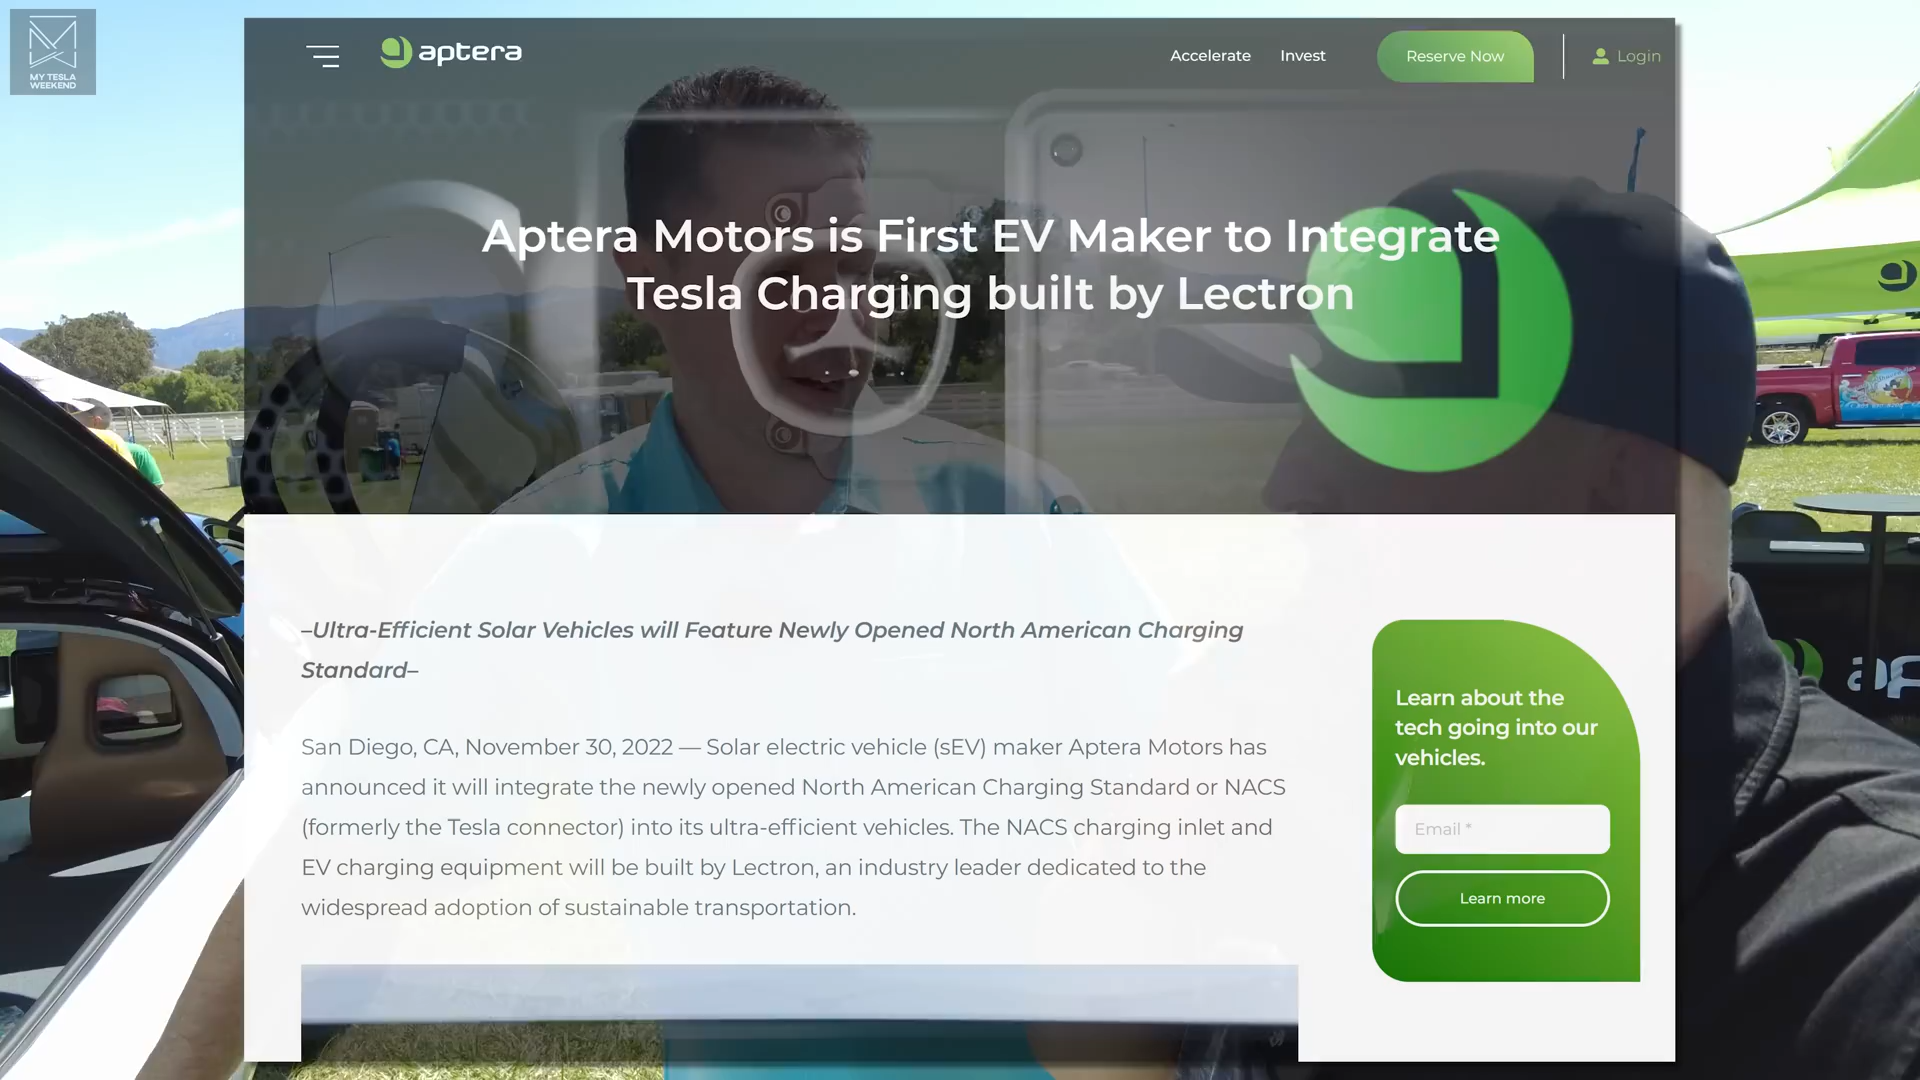 MY TESLA
WEEKEND
aptera
Accelerate
Invest
Reserve Now
Login
Aptera Motors is First EV Maker to Integrate
Tesla Charging built by Lectron
–Ultra-Efficient Solar Vehicles will Feature Newly Opened North American Charging
Standard–
San Diego, CA, November 30, 2022 — Solar electric vehicle (sEV) maker Aptera Motors has
announced it will integrate the newly opened North American Charging Standard or NACS
(formerly the Tesla connector) into its ultra-efficient vehicles. The NACS charging inlet and
EV charging equipment will be built by Lectron, an industry leader dedicated to the
widespread adoption of sustainable transportation.
Learn about the
tech going into our
vehicles.
Email *
Learn more